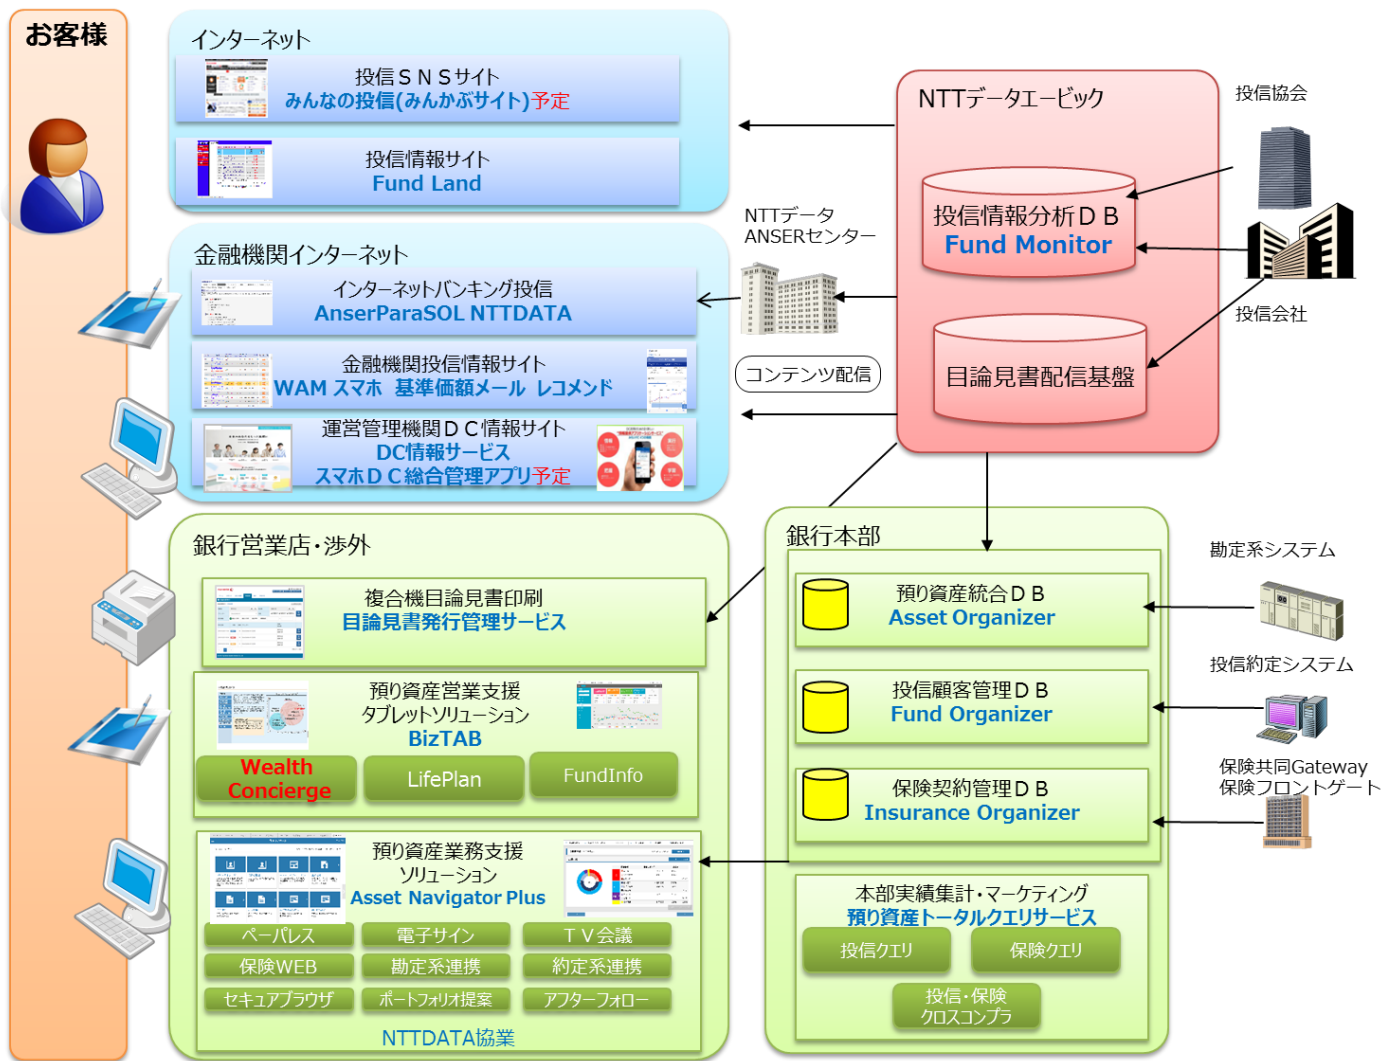 お客様
インターネット
投信ＳＮＳサイト
みんなの投信(みんかぶサイト)予定
投信情報サイト
Fund Land
金融機関インターネット
インターネットバンキング投信
AnserParaSOL NTTDATA
金融機関投信情報サイト
WAM スマホ 基準価額メール レコメンド
運営管理機関ＤＣ情報サイト
DC情報サービス
スマホＤＣ総合管理アプリ予定
NTTデータ
ANSERセンター
コンテンツ配信
NTTデータエービック
投信情報分析ＤＢ
Fund Monitor
目論見書配信基盤
投信協会
投信会社
銀行営業店・渉外
複合機目論見書印刷
目論見書発行管理サービス
預り資産営業支援
タブレットソリューション
BizTAB
Wealth
Concierge
LifePlan
FundInfo
預り資産業務支援
ソリューション
Asset Navigator Plus
ペーパレス
電子サイン
ＴＶ会議
保険WEB
勘定系連携
約定系連携
セキュアブラウザ
ポートフォリオ提案
アフターフォロー
NTTDATA協業
銀行本部
預り資産統合ＤＢ
Asset Organizer
投信顧客管理ＤＢ
Fund Organizer
保険契約管理ＤＢ
Insurance Organizer
本部実績集計・マーケティング
預り資産トータルクエリサービス
投信クエリ
保険クエリ
投信・保険
クロスコンプラ
勘定系システム
投信約定システム
保険共同Gateway
保険フロントゲート